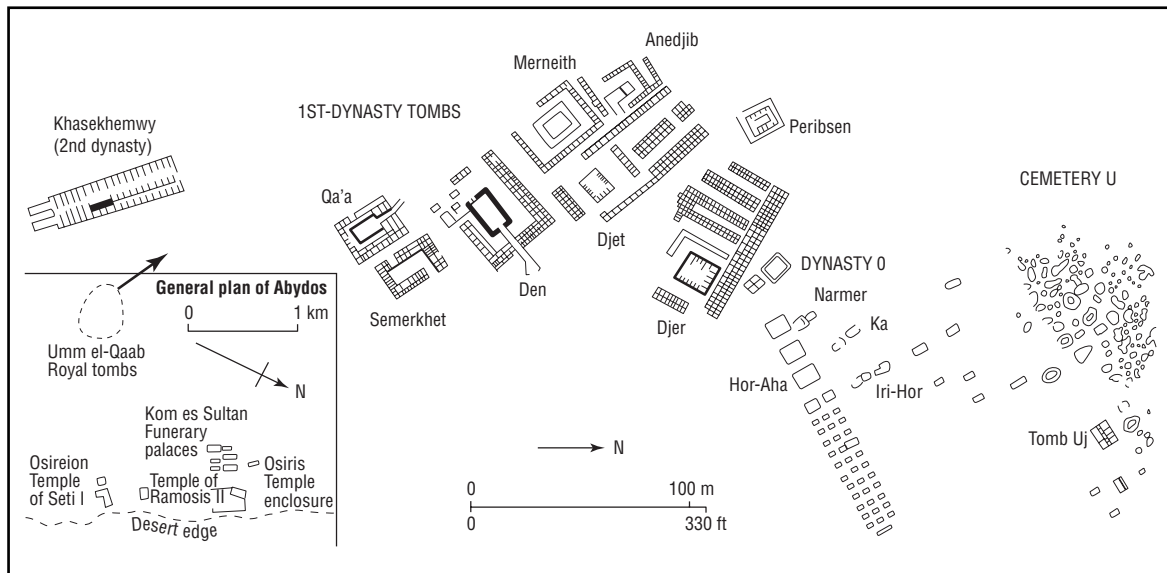 Anedjib
Merneith
1ST-DYNASTY TOMBS
Khasekhemwy
(2nd dynasty)
Peribsen
CEMETERY U
Qa'a
Djet
DYNASTY 0
Den
Narmer
Semerkhet
Djer
Ka
Hor-Aha
Iri-Hor
Tomb Uj
N
0 100 m
0 330 ft
General plan of Abydos
0 1 km
Umm el-Qaab
Royal tombs
N
Kom es Sultan
Funerary
palaces
Osireion
Temple
of Seti I
Temple of
Ramosis II
Osiris
Temple
enclosure
Desert edge